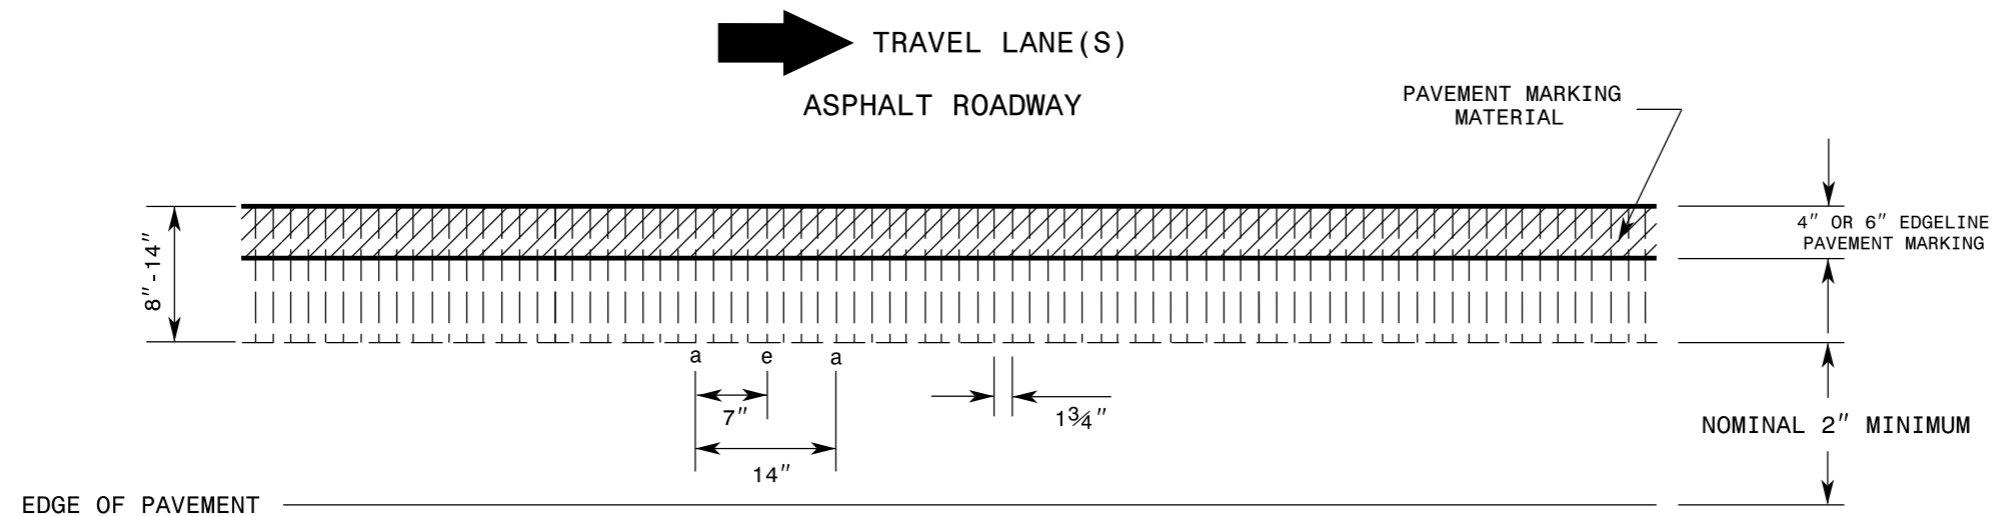 TRAVEL LANE(S)
ASPHALT ROADWAY
PAVEMENT MARKING
MATERIAL
4" OR 6" EDGELINE
PAVEMENT MARKING
8"-14"
a e a
7"
1¾"
14"
NOMINAL 2" MINIMUM
EDGE OF PAVEMENT